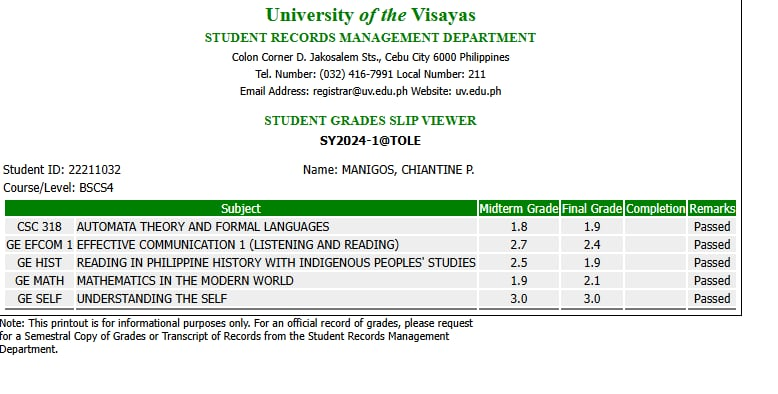 University of the Visayas
STUDENT RECORDS MANAGEMENT DEPARTMENT
Colon Corner D. Jakosalem Sts., Cebu City 6000 Philippines
Tel. Number: (032) 416-7991 Local Number: 211
Email Address: registrar@uv.edu.ph Website: uv.edu.ph
STUDENT GRADES SLIP VIEWER
SY2024-1@TOLE
Student ID: 22211032 Name: MANIGOS, CHIANTINE P.
Course/Level: BSCS4
Subject Midterm Grade Final Grade Completion Remarks
CSC 318 AUTOMATA THEORY AND FORMAL LANGUAGES 1.8 1.9 Passed
GE EFCOM 1 EFFECTIVE COMMUNICATION 1 (LISTENING AND READING) 2.7 2.4 Passed
GE HIST READING IN PHILIPPINE HISTORY WITH INDIGENOUS PEOPLES' STUDIES 2.5 1.9 Passed
GE MATH MATHEMATICS IN THE MODERN WORLD 1.9 2.1 Passed
GE SELF UNDERSTANDING THE SELF 3.0 3.0 Passed
Note: This printout is for informational purposes only. For an official record of grades, please request
for a Semestral Copy of Grades or Transcript of Records from the Student Records Management
Department.